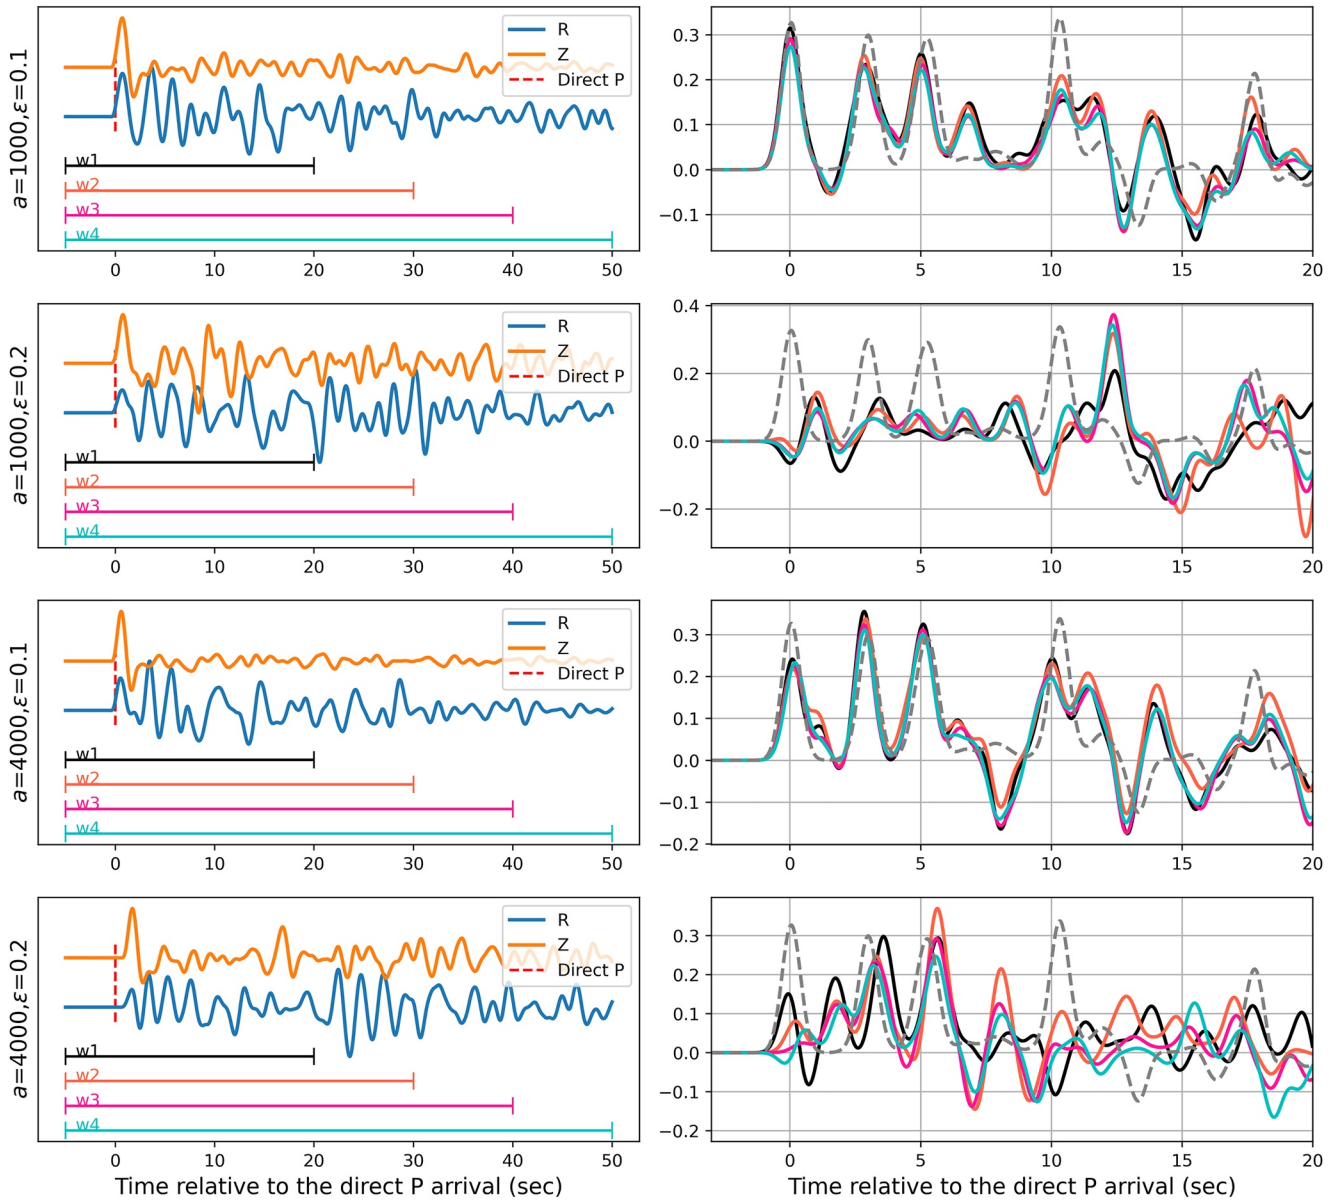 a=1000,ε=0.1
R
Z
Direct P
w1
w2
w3
w4
0 10 20 30 40 50
0.3
0.2
0.1
0.0
−0.1
0 5 10 15 20
a=1000,ε=0.2
R
Z
Direct P
w1
w2
w3
w4
0 10 20 30 40 50
0.4
0.2
0.0
−0.2
0 5 10 15 20
a=4000,ε=0.1
R
Z
Direct P
w1
w2
w3
w4
0 10 20 30 40 50
0.3
0.2
0.1
0.0
−0.1
−0.2
0 5 10 15 20
a=4000,ε=0.2
R
Z
Direct P
w1
w2
w3
w4
0 10 20 30 40 50
Time relative to the direct P arrival (sec)
0.3
0.2
0.1
0.0
−0.1
−0.2
0 5 10 15 20
Time relative to the direct P arrival (sec)